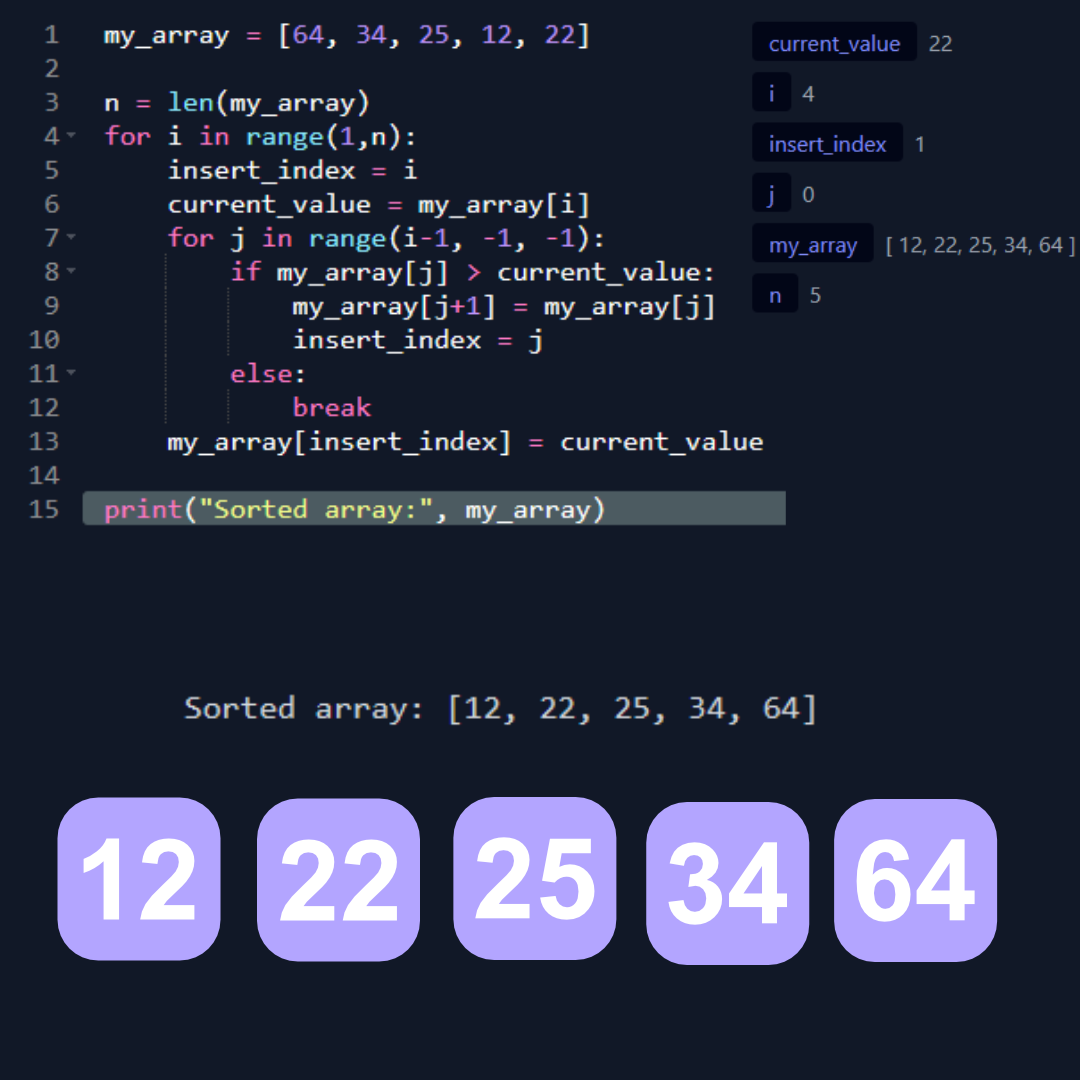 1 my_array = [64, 34, 25, 12, 22]
2
3 n = len(my_array)
4 for i in range(1,n):
5     insert_index = i
6     current_value = my_array[i]
7     for j in range(i-1, -1, -1):
8         if my_array[j] > current_value:
9             my_array[j+1] = my_array[j]
10             insert_index = j
11         else:
12             break
13     my_array[insert_index] = current_value
14
15 print("Sorted array:", my_array)
current_value 22
i 4
insert_index 1
j 0
my_array [ 12, 22, 25, 34, 64 ]
n 5
Sorted array: [12, 22, 25, 34, 64]
12 22 25 34 64